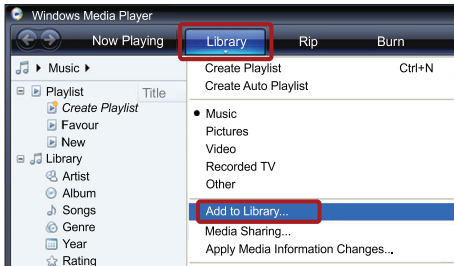 Windows Media Player
Now Playing Library Rip Burn
Music
Playlist
Create Playlist
Favour
New
Library
Artist
Album
Songs
Genre
Year
Rating
Title
Create Playlist Ctrl+N
Create Auto Playlist
Music
Pictures
Video
Recorded TV
Other
Add to Library...
Media Sharing...
Apply Media Information Changes...